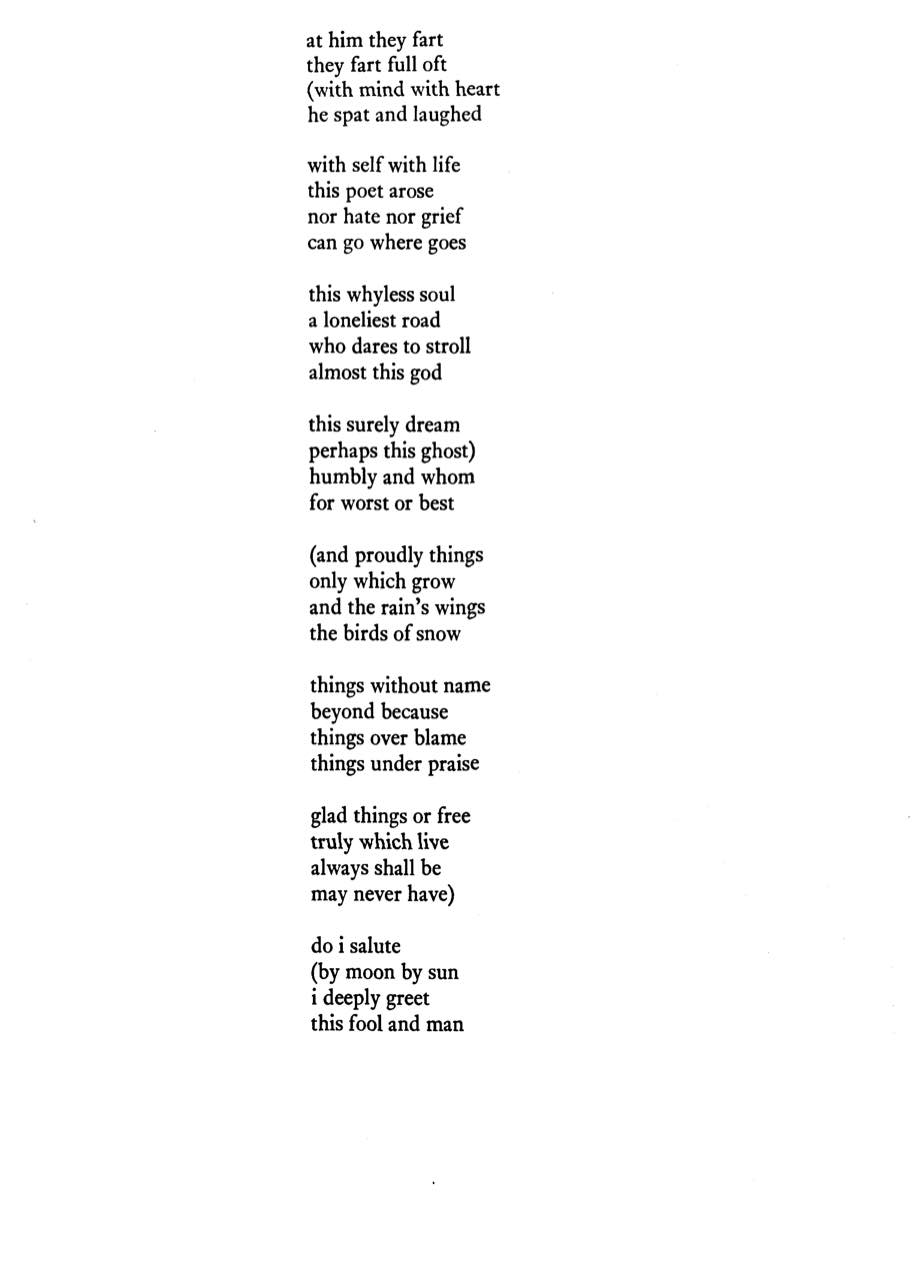 at him they fart
they fart full oft
(with mind with heart
he spat and laughed

with self with life
this poet arose
nor hate nor grief
can go where goes

this whyless soul
a loneliest road
who dares to stroll
almost this god

this surely dream
perhaps this ghost)
humbly and whom
for worst or best

(and proudly things
only which grow
and the rain’s wings
the birds of snow

things without name
beyond because
things over blame
things under praise

glad things or free
truly which live
always shall be
may never have)

do i salute
(by moon by sun
i deeply greet
this fool and man